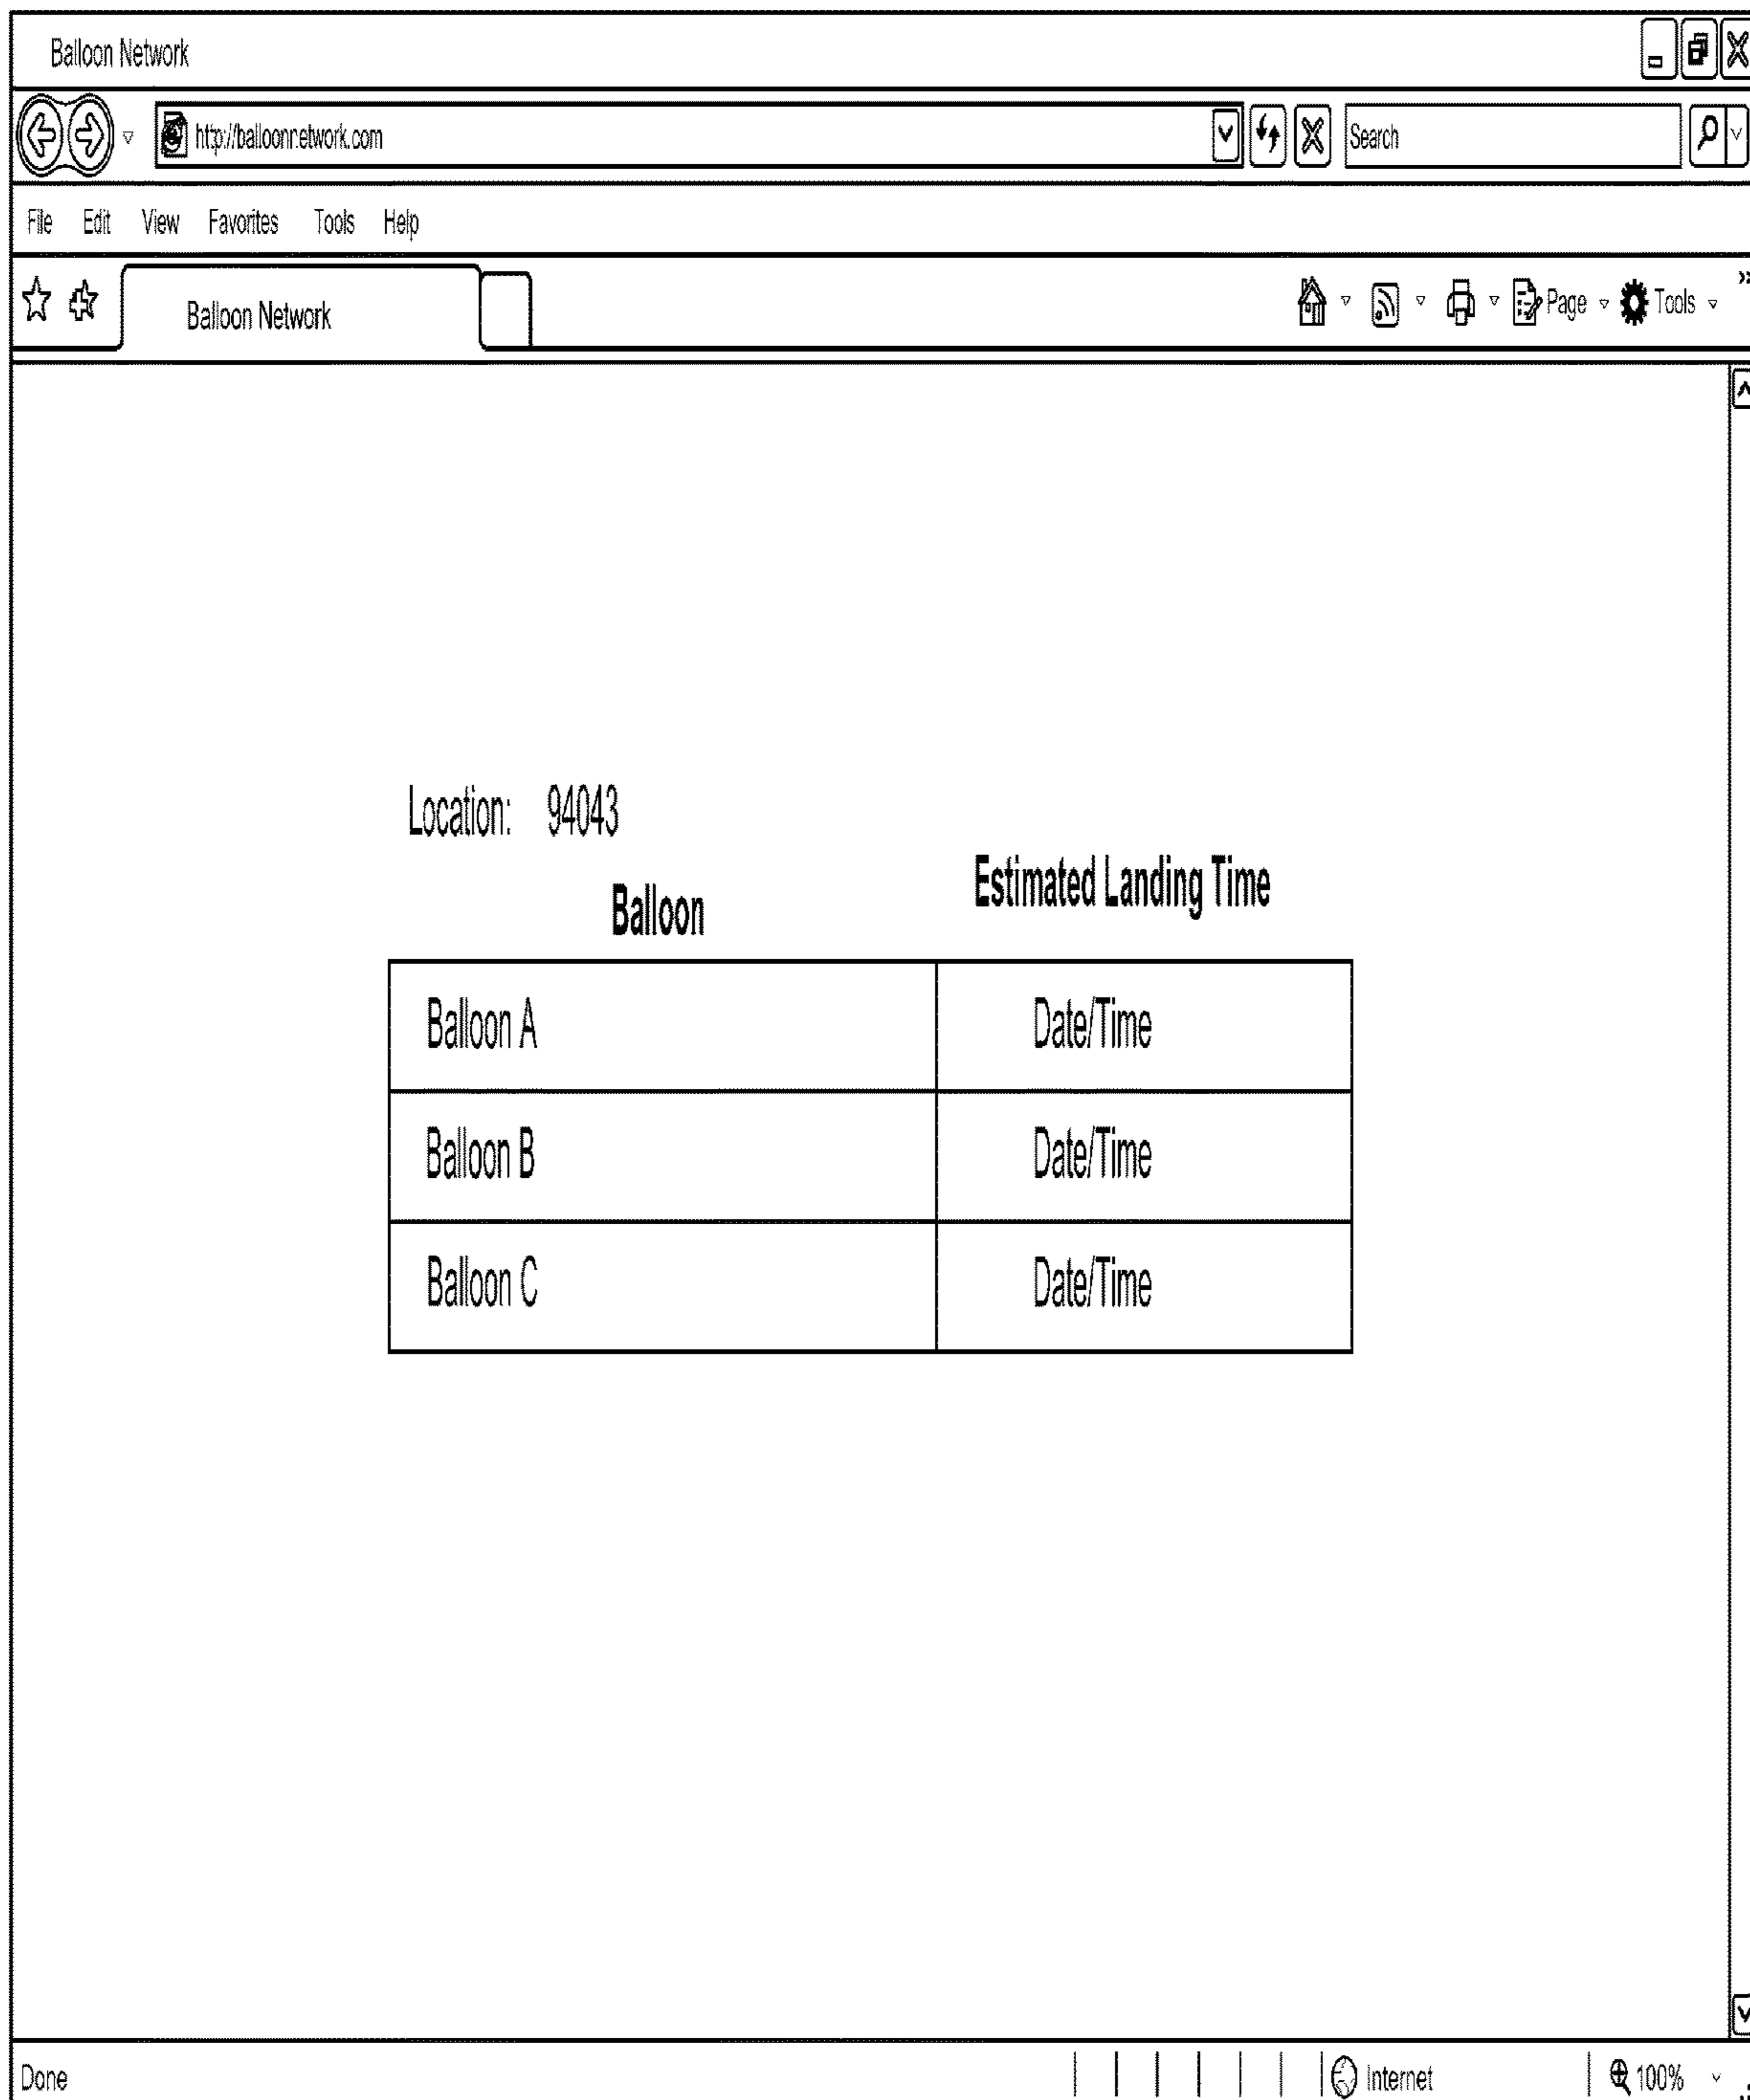 Balloon Network
http://balloonnetwork.com
Search
File Edit View Favorites Tools Help
Balloon Network
Page Tools
Location: 94043
Balloon Estimated Landing Time
Balloon A Date/Time
Balloon B Date/Time
Balloon C Date/Time
Done Internet 100%